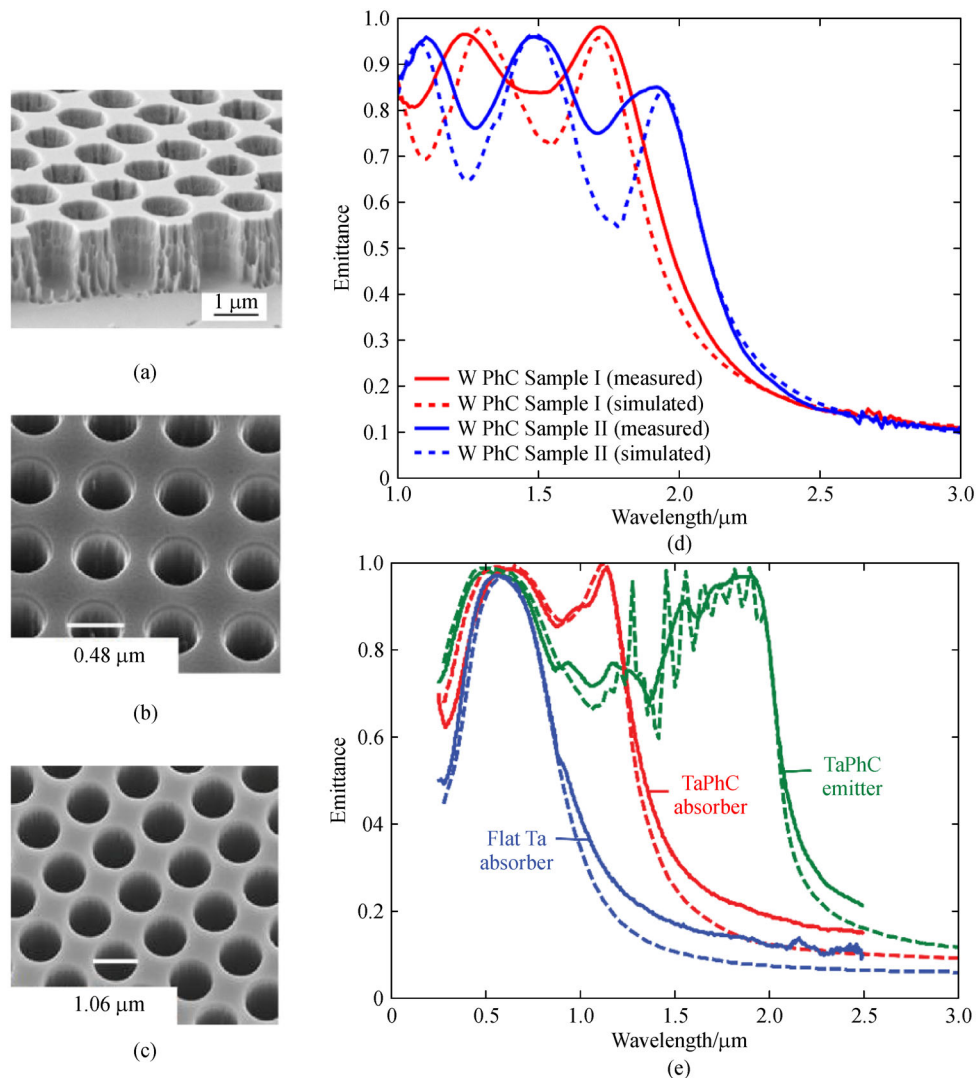 1 μm
(a)
0.48 μm
(b)
1.06 μm
(c)
1.0
0.9
0.8
0.7
0.6
0.5
0.4
0.3
0.2
0.1
0
Emittance
W PhC Sample I (measured)
W PhC Sample I (simulated)
W PhC Sample II (measured)
W PhC Sample II (simulated)
1.0 1.5 2.0 2.5 3.0
Wavelength/μm
(d)
1.0
0.8
0.6
0.4
0.2
0
Emittance
TaPhC
emitter
TaPhC
absorber
Flat Ta
absorber
0 0.5 1.0 1.5 2.0 2.5 3.0
Wavelength/μm
(e)